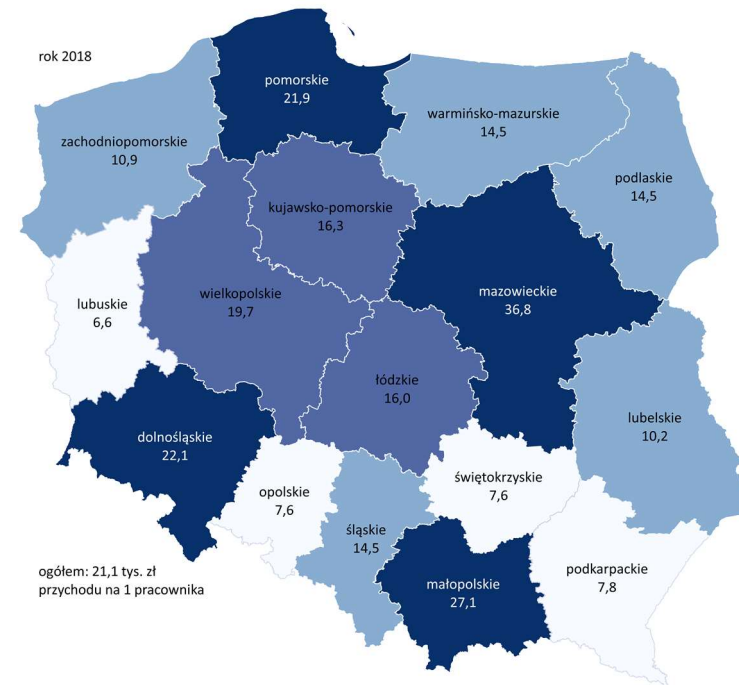 rok 2018
pomorskie
21,9
warmińsko-mazurskie
14,5
zachodniopomorskie
10,9
podlaskie
14,5
kujawsko-pomorskie
16,3
mazowieckie
36,8
wielkopolskie
19,7
lubuskie
6,6
łódzkie
16,0
lubelskie
10,2
dolnośląskie
22,1
świętokrzyskie
7,6
opolskie
7,6
śląskie
14,5
podkarpackie
7,8
małopolskie
27,1
ogółem: 21,1 tys. zł
przychodu na 1 pracownika